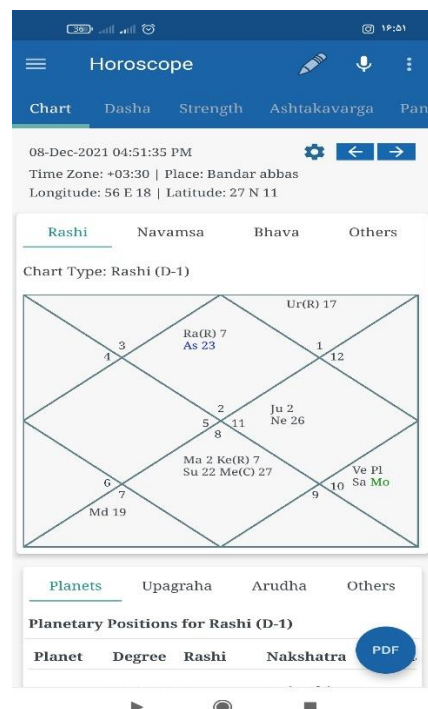 36 ۱۶:۵۱
Horoscope
Chart Dasha Strength Ashtakavarga Pan
08-Dec-2021 04:51:35 PM
Time Zone: +03:30 | Place: Bandar abbas
Longitude: 56 E 18 | Latitude: 27 N 11
Rashi Navamsa Bhava Others
Chart Type: Rashi (D-1)
Ur(R) 17
Ra(R) 7
As 23
3 1
4 12
2
5 11
8
Ju 2
Ne 26
Ma 2 Ke(R) 7
Su 22 Me(C) 27
Ve Pl
Sa Mo
6 10
7 9
Md 19
Planets Upagraha Arudha Others
Planetary Positions for Rashi (D-1)
Planet Degree Rashi Nakshatra
PDF